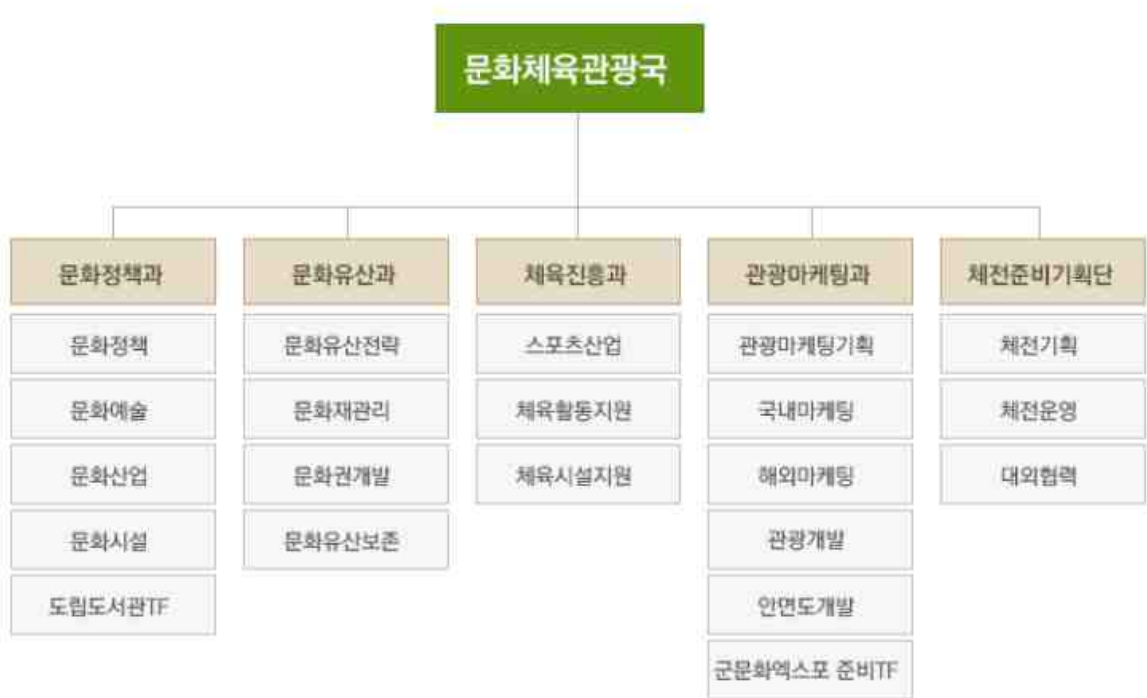 문화체육관광국
문화정책과
문화정책
문화예술
문화산업
문화시설
도립도서관TF
문화유산과
문화유산전략
문화재관리
문화권개발
문화유산보존
체육진흥과
스포츠산업
체육활동지원
체육시설지원
관광마케팅과
관광마케팅기획
국내마케팅
해외마케팅
관광개발
안면도개발
군문화엑스포 준비TF
체전준비기획단
체전기획
체전운영
대외협력